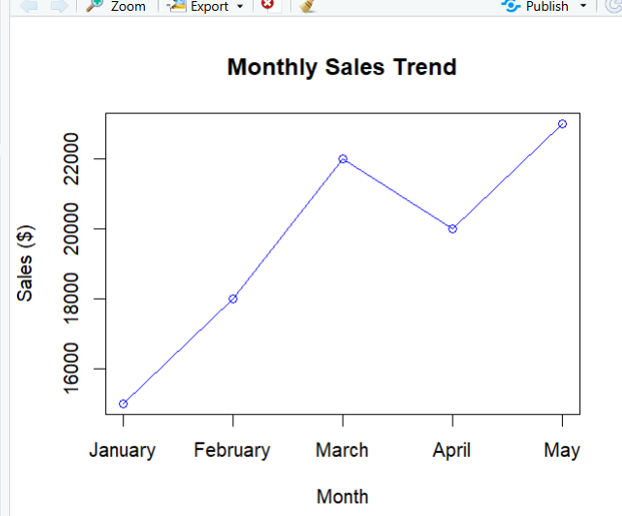 Zoom Export Publish
Monthly Sales Trend
Sales ($)
22000
20000
18000
16000
January February March April May
Month